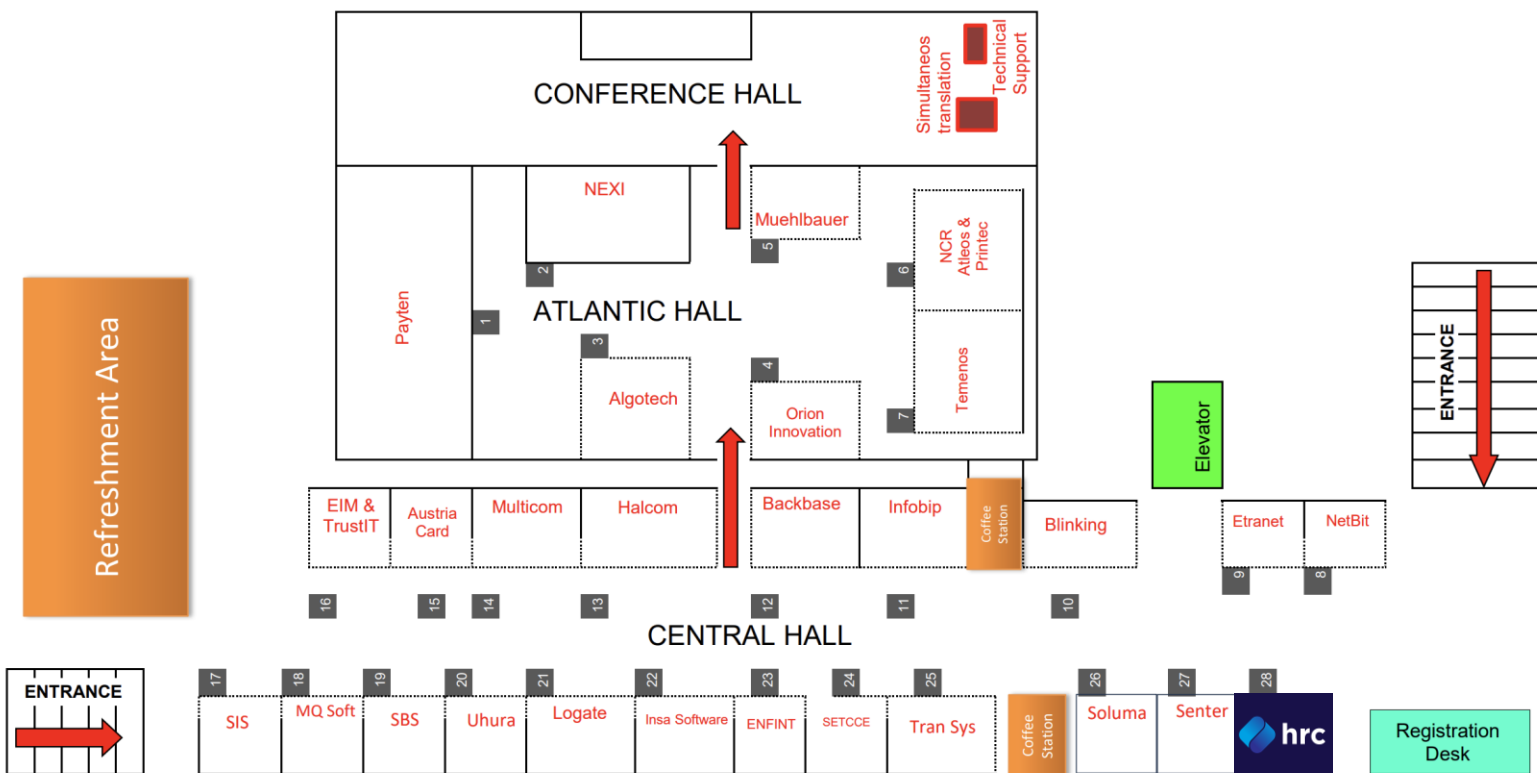 CONFERENCE HALL
Simultaneos
translation
Technical
Support
NEXI
Muehlbauer
NCR
Atleos &
Printec
Payten
1
2
5
6
ATLANTIC HALL
3
4
7
Algotech
Orion
Innovation
Temenos
Refreshment Area
Elevator
ENTRANCE
EIM &
TrustIT
Austria
Card
Multicom
Halcom
Backbase
Infobip
Coffee
Station
Blinking
Etranet
NetBit
16
15
14
13
12
11
10
9
8
CENTRAL HALL
ENTRANCE
17
18
19
20
21
22
23
24
25
26
27
28
SIS
MQ Soft
SBS
Uhura
Logate
Insa Software
ENFINT
SETCCE
Tran Sys
Coffee
Station
Soluma
Senter
hrc
Registration
Desk